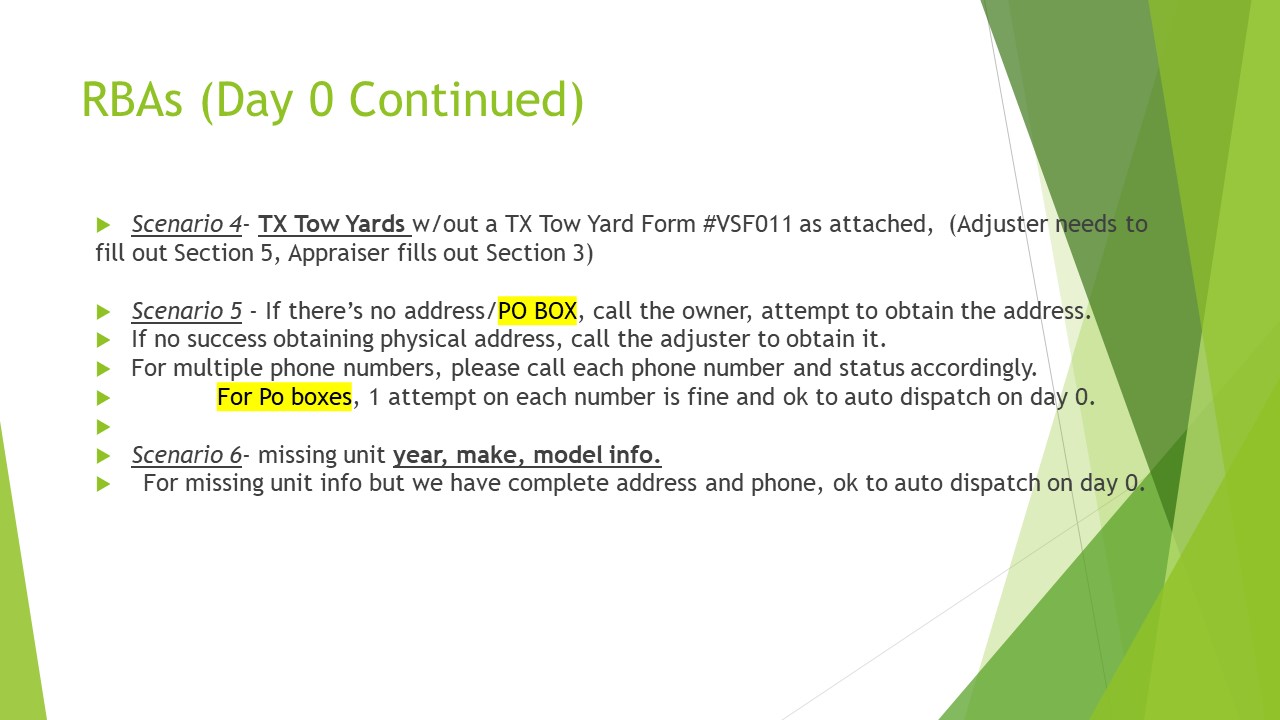 RBAs (Day 0 Continued)
Scenario 4- TX Tow Yards w/out a TX Tow Yard Form #VSF011 as attached,  (Adjuster needs to
fill out Section 5, Appraiser fills out Section 3)
Scenario 5 - If there’s no address/PO BOX, call the owner, attempt to obtain the address.
If no success obtaining physical address, call the adjuster to obtain it.
For multiple phone numbers, please call each phone number and status accordingly.
For Po boxes, 1 attempt on each number is fine and ok to auto dispatch on day 0.
Scenario 6- missing unit year, make, model info.
For missing unit info but we have complete address and phone, ok to auto dispatch on day 0.